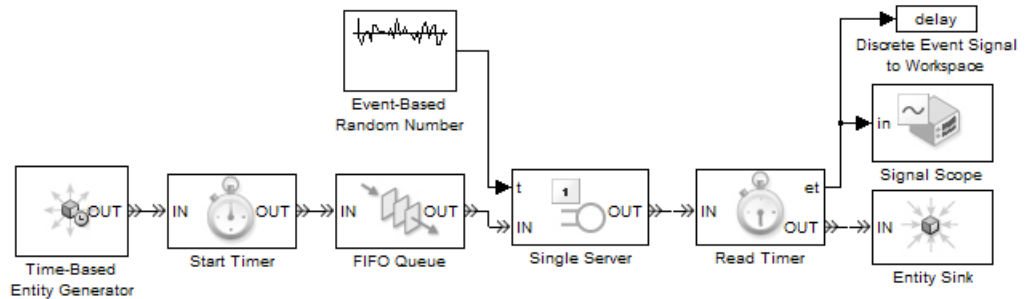 delay
Discrete Event Signal
to Workspace
Event-Based
Random Number
in
Signal Scope
t
1
et
OUT
IN
OUT
IN
OUT
IN
OUT
IN
OUT
IN
Time-Based
Entity Generator
Start Timer
FIFO Queue
Single Server
Read Timer
Entity Sink